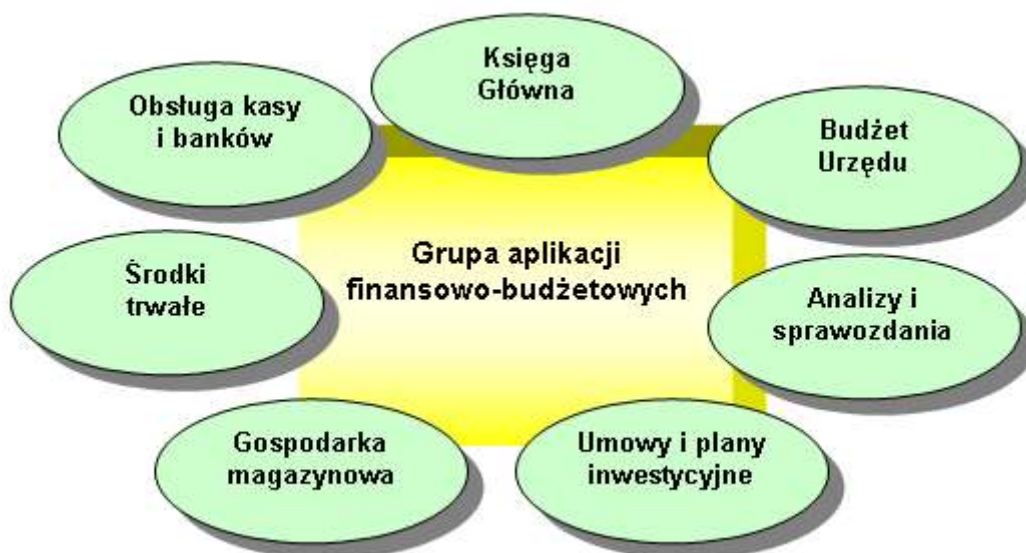 Księga
Główna
Obsługa kasy
i banków
Budżet
Urzędu
Grupa aplikacji
finansowo-budżetowych
Środki
trwałe
Analizy i
sprawozdania
Gospodarka
magazynowa
Umowy i plany
inwestycyjne